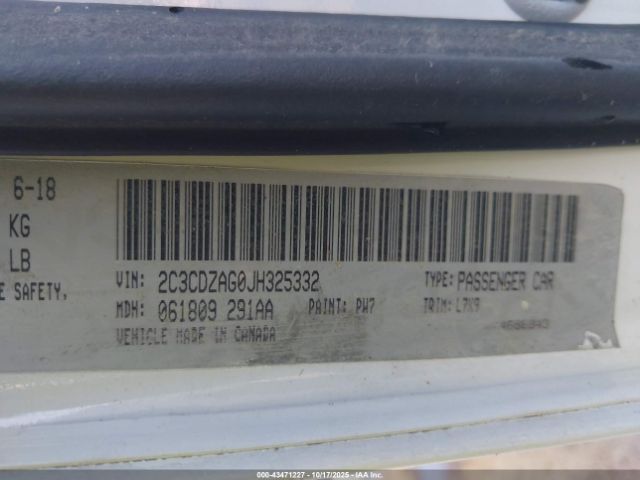 6-18
KG
LB
E SAFETY,
VIN: 2C3CDZAG0JH325332 TYPE: PASSENGER CAR
MDH: 061809 291AA PAINT: PW7 TRIM: L7X9
VEHICLE MADE IN CANADA
000-43471227 - 10/17/2025 - IAA Inc.